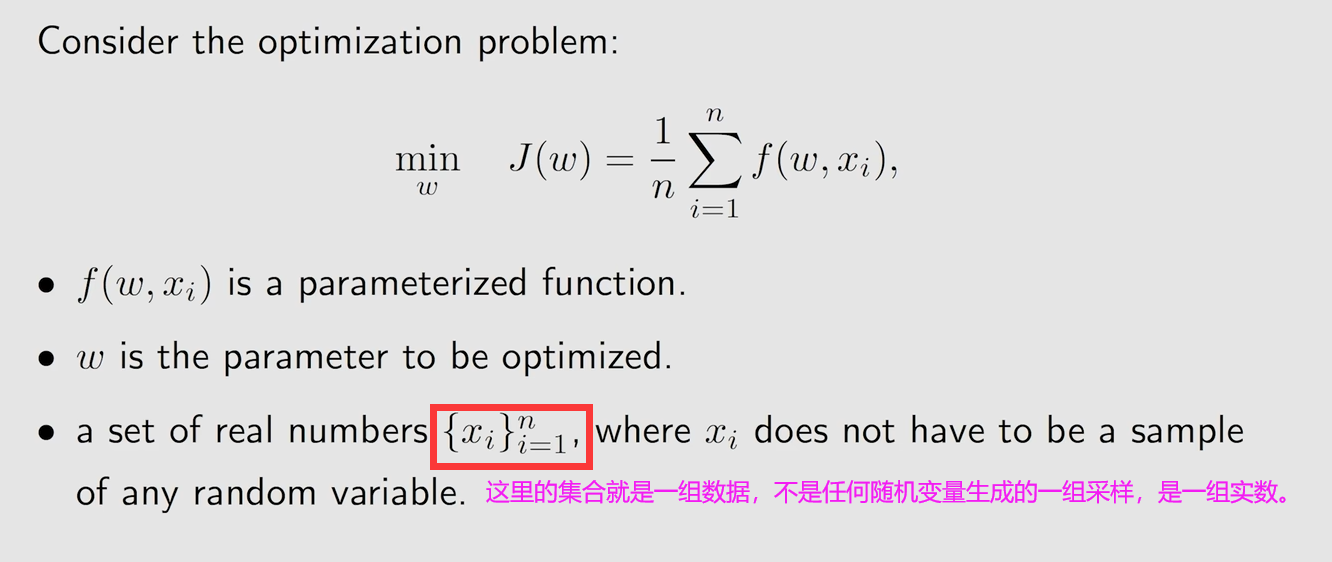 Consider the optimization problem:
min_w J(w) = \frac{1}{n} \sum_{i=1}^{n} f(w, x_i),
• f(w, x_i) is a parameterized function.
• w is the parameter to be optimized.
• a set of real numbers {x_i}_{i=1}^{n}, where x_i does not have to be a sample
of any random variable. 这里的集合就是一组数据，不是任何随机变量生成的一组采样，是一组实数。